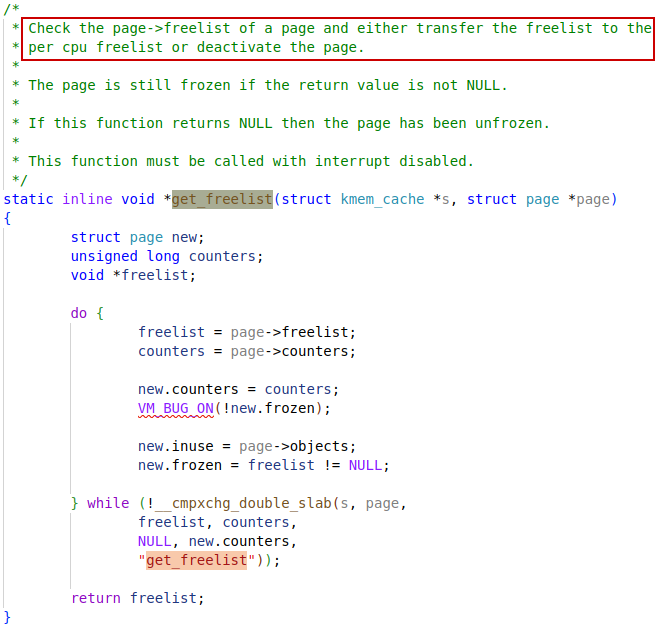 /*
 * Check the page->freelist of a page and either transfer the freelist to the
 * per cpu freelist or deactivate the page.
 *
 * The page is still frozen if the return value is not NULL.
 *
 * If this function returns NULL then the page has been unfrozen.
 *
 * This function must be called with interrupt disabled.
 */
static inline void *get_freelist(struct kmem_cache *s, struct page *page)
{
        struct page new;
        unsigned long counters;
        void *freelist;

        do {
                freelist = page->freelist;
                counters = page->counters;

                new.counters = counters;
                VM_BUG_ON(!new.frozen);

                new.inuse = page->objects;
                new.frozen = freelist != NULL;

        } while (!__cmpxchg_double_slab(s, page,
                freelist, counters,
                NULL, new.counters,
                "get_freelist"));

        return freelist;
}